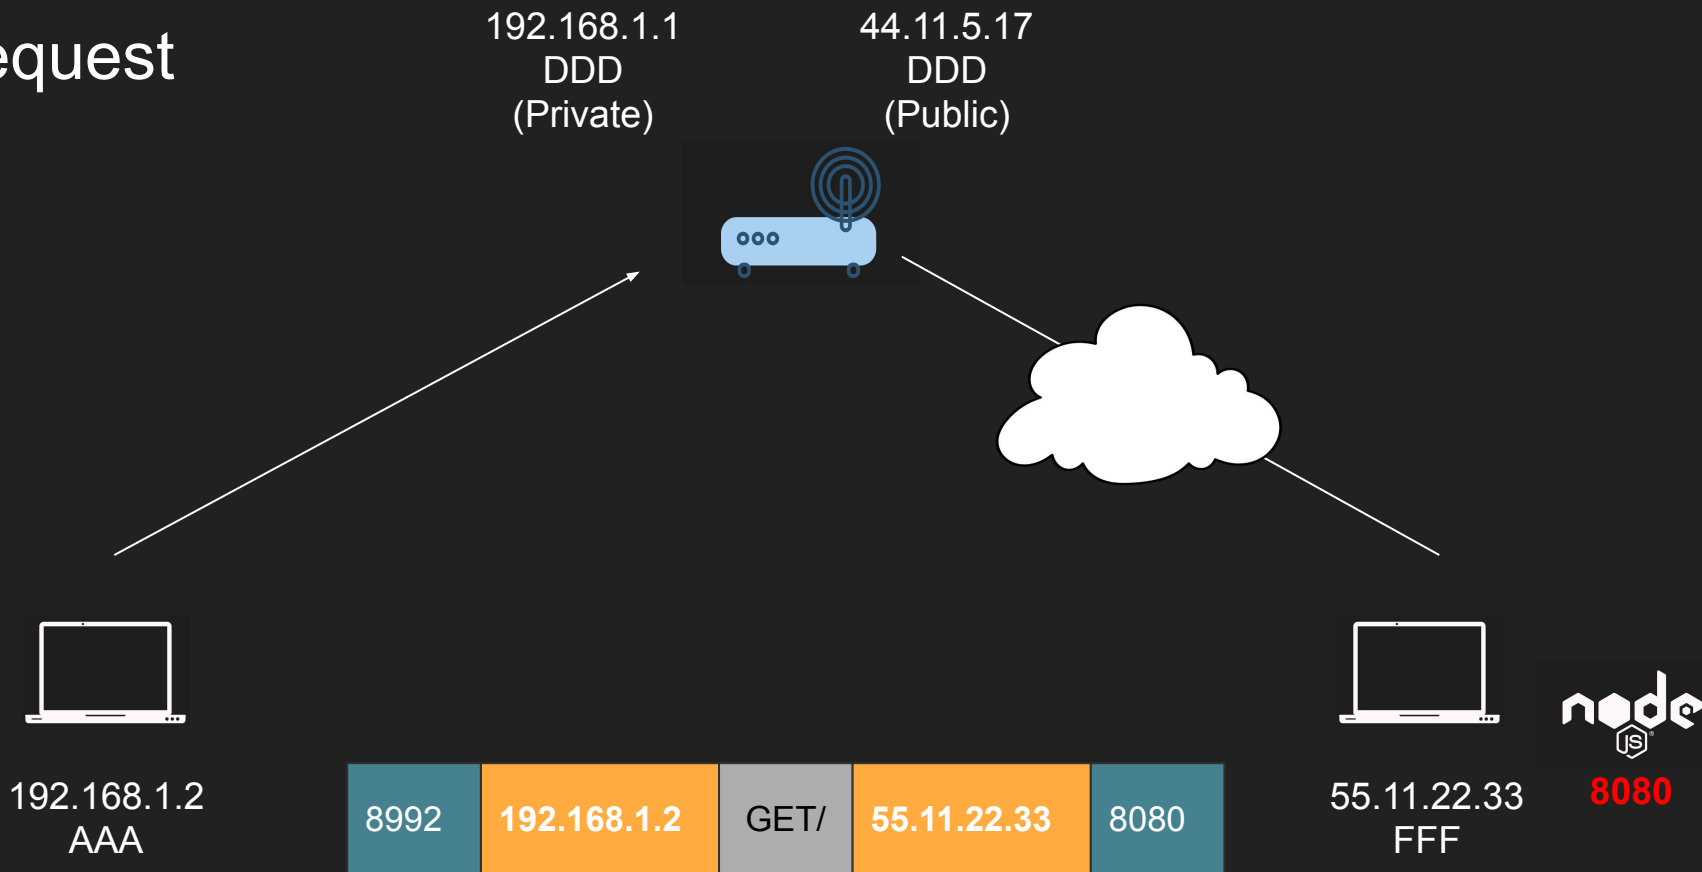 equest
192.168.1.1
DDD
(Private)
44.11.5.17
DDD
(Public)
192.168.1.2
AAA
8992
192.168.1.2
GET/
55.11.22.33
8080
55.11.22.33
FFF
node
JS
8080